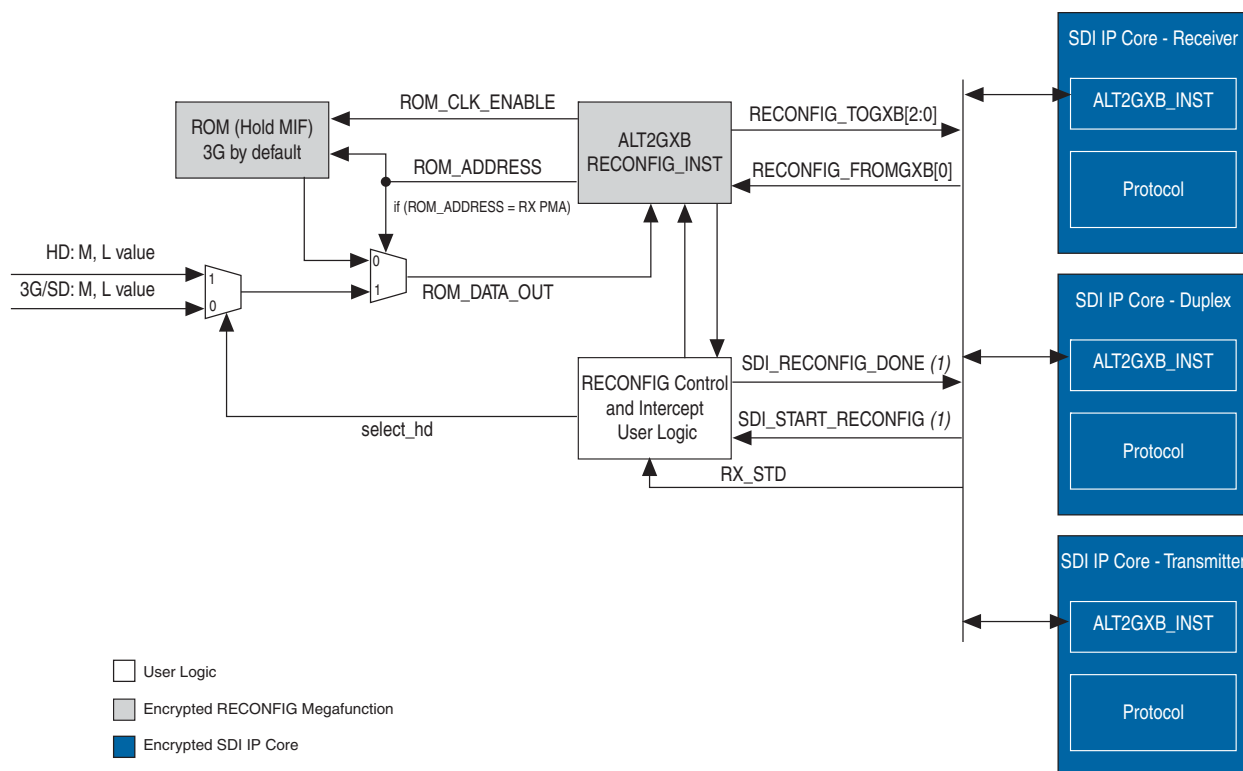 SDI IP Core - Receiver
ALT2GXB_INST
Protocol
ROM_CLK_ENABLE
ROM (Hold MIF)
3G by default
ALT2GXB
RECONFIG_INST
RECONFIG_TOGXB[2:0]
ROM_ADDRESS
RECONFIG_FROMGXB[0]
if (ROM_ADDRESS = RX PMA)
HD: M, L value
3G/SD: M, L value
1
0
0
1
ROM_DATA_OUT
SDI IP Core - Duplex
ALT2GXB_INST
Protocol
RECONFIG Control
and Intercept
User Logic
SDI_RECONFIG_DONE (1)
SDI_START_RECONFIG (1)
select_hd
RX_STD
SDI IP Core - Transmitter
ALT2GXB_INST
Protocol
User Logic
Encrypted RECONFIG Megafunction
Encrypted SDI IP Core